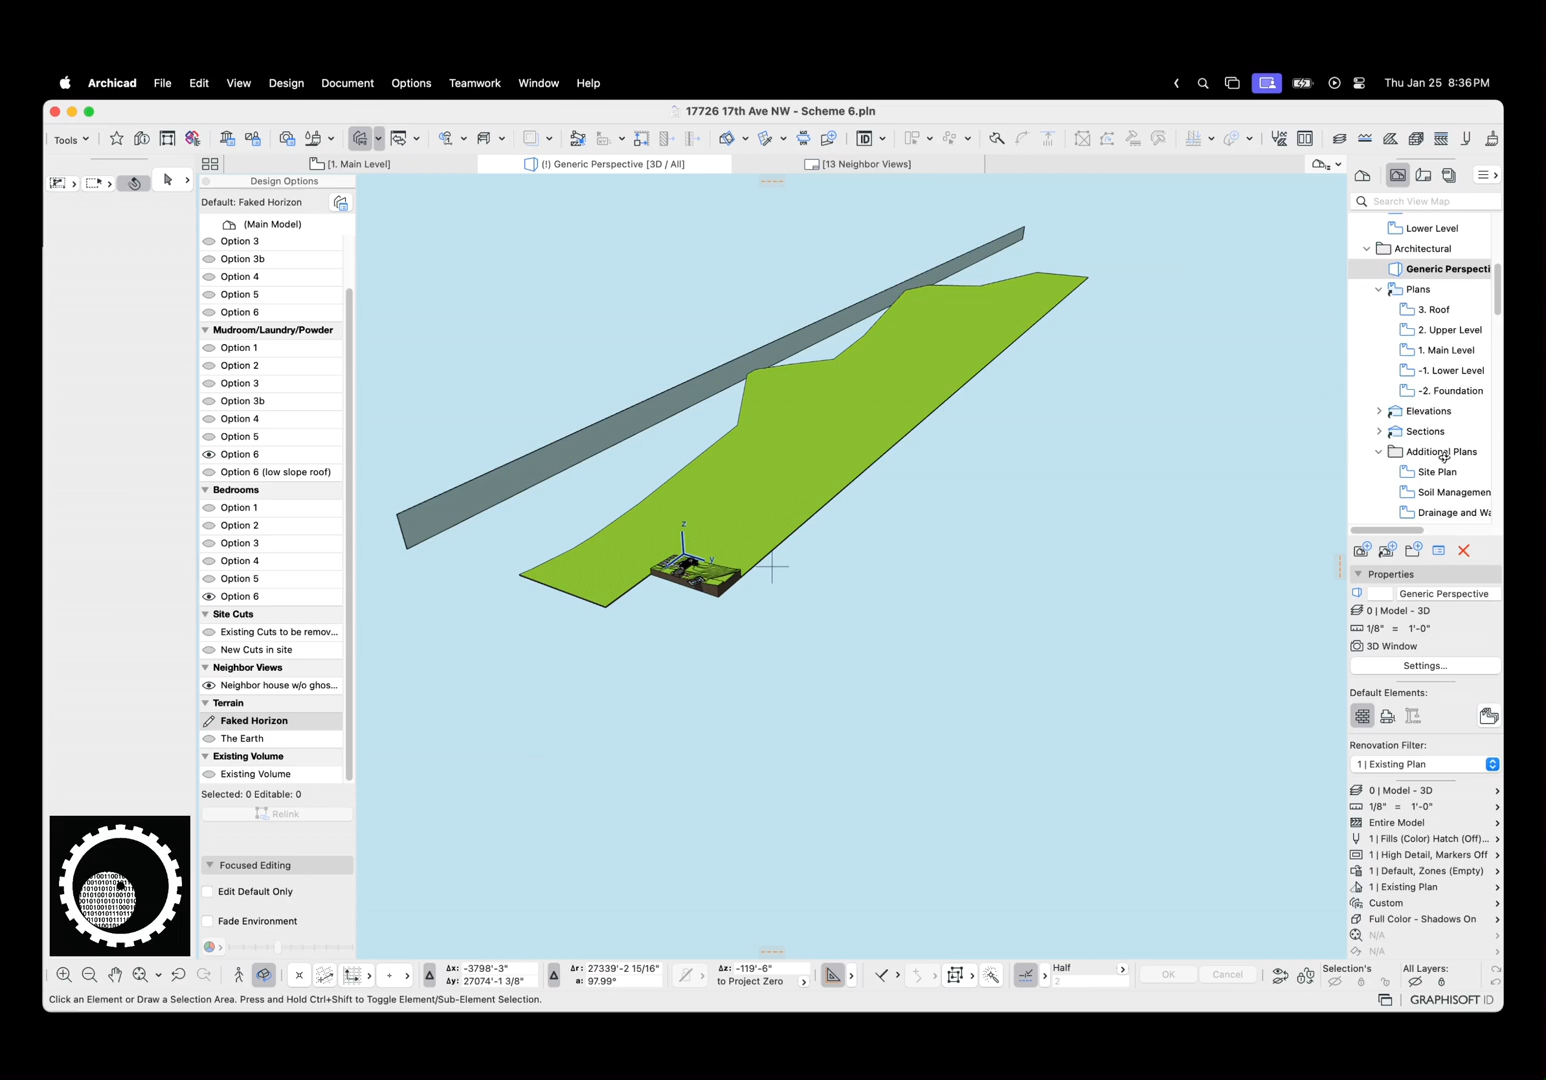 Archicad File Edit View Design Document Options Teamwork Window Help Thu Jan 25 8:36 PM
17726 17th Ave NW - Scheme 6.pln
Tools
ID
[1. Main Level] (!) Generic Perspective [3D / All] [13 Neighbor Views]
Design Options
Default: Faked Horizon
(Main Model)
Option 3
Option 3b
Option 4
Option 5
Option 6
Mudroom/Laundry/Powder
Option 1
Option 2
Option 3
Option 3b
Option 4
Option 5
Option 6
Option 6 (low slope roof)
Bedrooms
Option 1
Option 2
Option 3
Option 4
Option 5
Option 6
Site Cuts
Existing Cuts to be remov...
New Cuts in site
Neighbor Views
Neighbor house w/o ghos...
Terrain
Faked Horizon
The Earth
Existing Volume
Existing Volume
Selected: 0 Editable: 0
Relink
Focused Editing
Edit Default Only
Fade Environment
z
y
Search View Map
Lower Level
Architectural
Generic Perspecti
Plans
3. Roof
2. Upper Level
1. Main Level
-1. Lower Level
-2. Foundation
Elevations
Sections
Additional Plans
Site Plan
Soil Managemen
Drainage and Wa
Properties
Generic Perspective
0 | Model - 3D
1/8" = 1'-0"
3D Window
Settings...
Default Elements:
Renovation Filter:
1 | Existing Plan
0 | Model - 3D
1/8" = 1'-0"
Entire Model
1 | Fills (Color) Hatch (Off)...
1 | High Detail, Markers Off
1 | Default, Zones (Empty)
1 | Existing Plan
Custom
Full Color - Shadows On
N/A
N/A
Δx: -3798'-3" Δr: 27339'-2 15/16" Δz: -119'-6" Half OK Cancel Selection's All Layers:
Δy: 27074'-1 3/8" a: 97.99° to Project Zero 2
Click an Element or Draw a Selection Area. Press and Hold Ctrl+Shift to Toggle Element/Sub-Element Selection. GRAPHISOFT ID